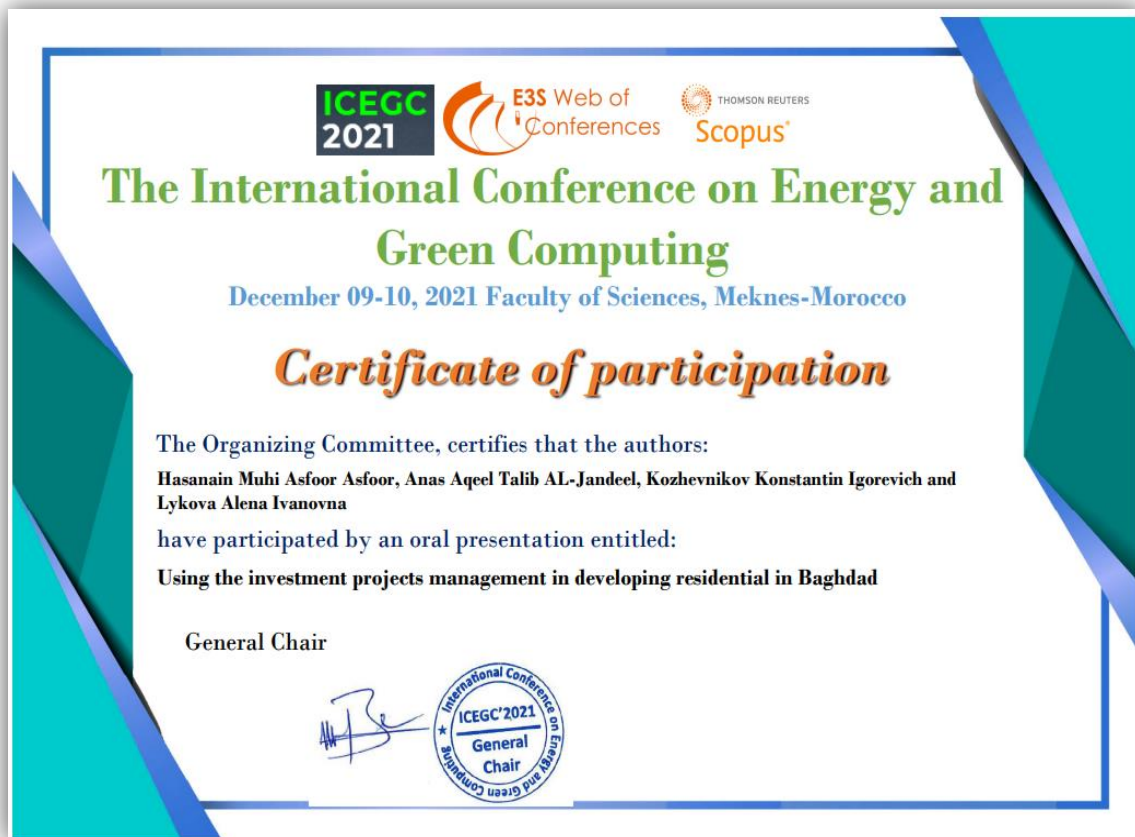 ICEGC
2021
E3S Web of
Conferences
THOMSON REUTERS
Scopus®
The International Conference on Energy and
Green Computing
December 09-10, 2021 Faculty of Sciences, Meknes-Morocco
Certificate of participation
The Organizing Committee, certifies that the authors:
Hasanain Muhi Asfoor Asfoor, Anas Aqeel Talib AL-Jandeel, Kozhevnikov Konstantin Igorevich and
Lykova Alena Ivanovna
have participated by an oral presentation entitled:
Using the investment projects management in developing residential in Baghdad
General Chair
International Conference on Energy and Green Computing
ICEGC'2021
General
Chair